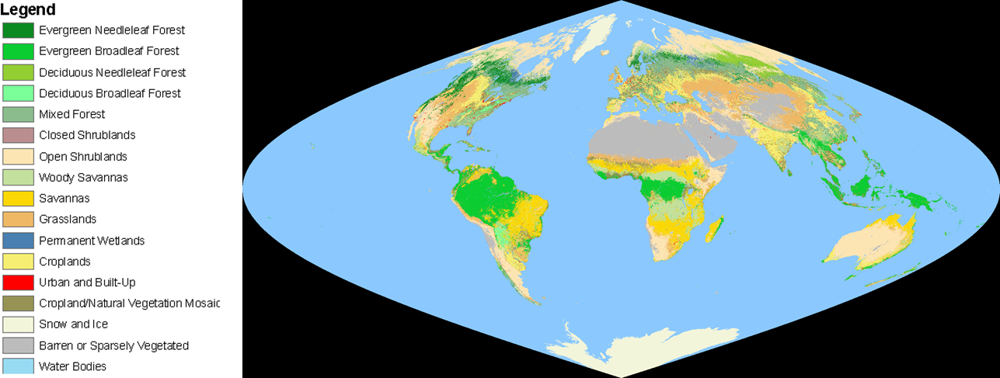 Legend
Evergreen Needleleaf Forest
Evergreen Broadleaf Forest
Deciduous Needleleaf Forest
Deciduous Broadleaf Forest
Mixed Forest
Closed Shrublands
Open Shrublands
Woody Savannas
Savannas
Grasslands
Permanent Wetlands
Croplands
Urban and Built-Up
Cropland/Natural Vegetation Mosaic
Snow and Ice
Barren or Sparsely Vegetated
Water Bodies